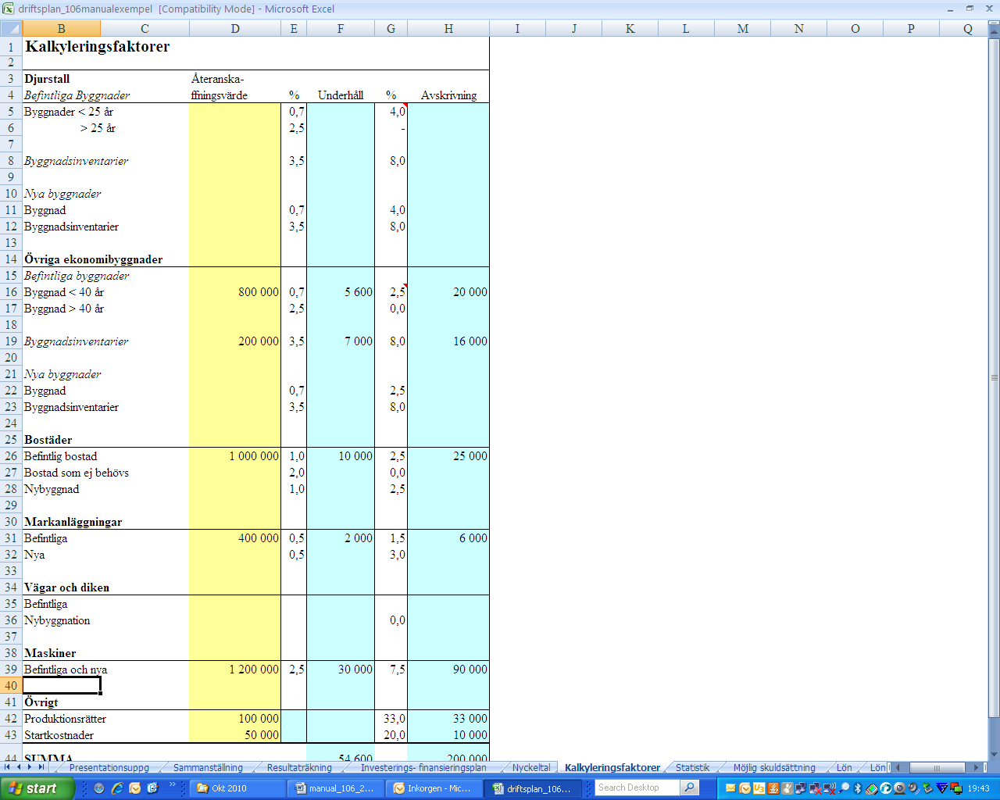 driftsplan_106manualexempel [Compatibility Mode] - Microsoft Excel
B C D E F G H I J K L M N O P Q
1 Kalkyleringsfaktorer
2
3 Djurstall Återanska-
4 Befintliga Byggnader ffningsvärde % Underhåll % Avskrivning
5 Byggnader < 25 år 0,7 4,0
6 > 25 år 2,5 -
7
8 Byggnadsinventarier 3,5 8,0
9
10 Nya byggnader
11 Byggnad 0,7 4,0
12 Byggnadsinventarier 3,5 8,0
13
14 Övriga ekonomibyggnader
15 Befintliga byggnader
16 Byggnad < 40 år 800 000 0,7 5 600 2,5 20 000
17 Byggnad > 40 år 2,5 0,0
18
19 Byggnadsinventarier 200 000 3,5 7 000 8,0 16 000
20
21 Nya byggnader
22 Byggnad 0,7 2,5
23 Byggnadsinventarier 3,5 8,0
24
25 Bostäder
26 Befintlig bostad 1 000 000 1,0 10 000 2,5 25 000
27 Bostad som ej behövs 2,0 0,0
28 Nybyggnad 1,0 2,5
29
30 Markanläggningar
31 Befintliga 400 000 0,5 2 000 1,5 6 000
32 Nya 0,5 3,0
33
34 Vägar och diken
35 Befintliga
36 Nybyggnation 0,0
37
38 Maskiner
39 Befintliga och nya 1 200 000 2,5 30 000 7,5 90 000
40
41 Övrigt
42 Produktionsrätter 100 000 33,0 33 000
43 Startkostnader 50 000 20,0 10 000
44 SUMMA 54 600 200 000
Presentationsuppg Sammanställning Resultaträkning Investerings- finansieringsplan Nyckeltal Kalkyleringsfaktorer Statistik Möjlig skuldsättning Lön Lön
start Okt 2010 manual_106_2... Inkorgen - Mic... driftsplan_106... Search Desktop 19:43